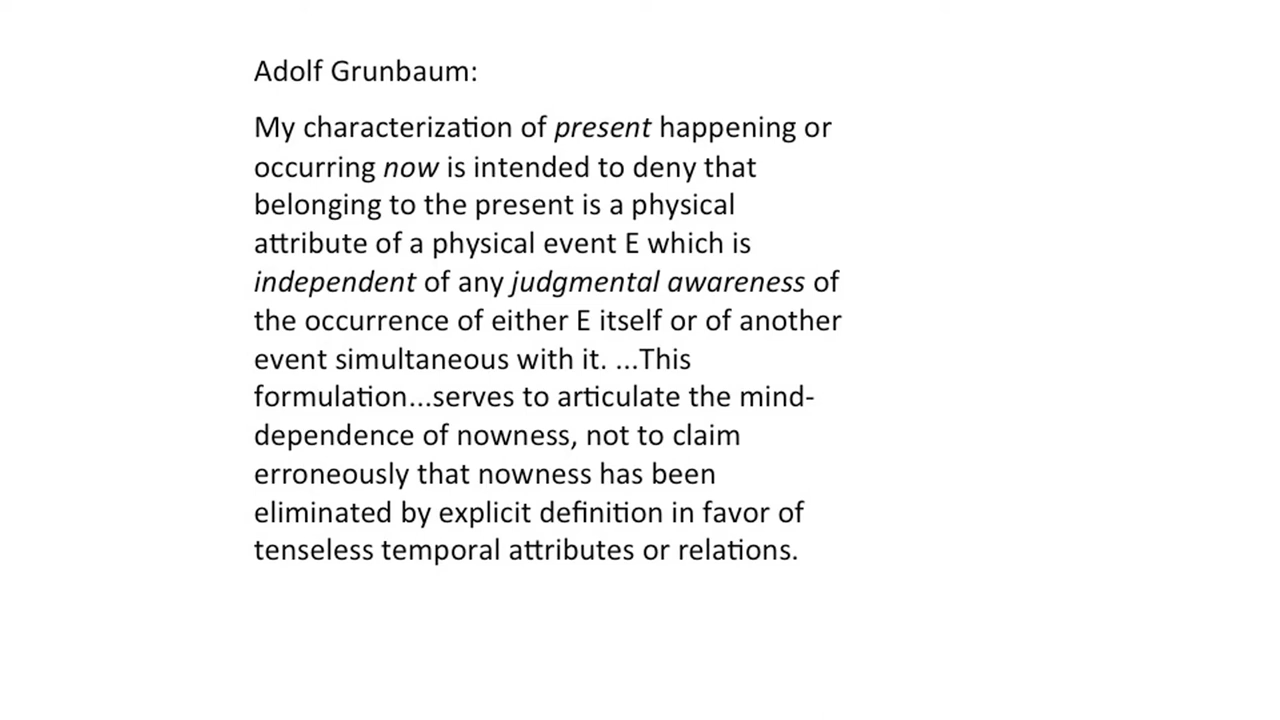 Adolf Grunbaum:
My characterization of present happening or
occurring now is intended to deny that
belonging to the present is a physical
attribute of a physical event E which is
independent of any judgmental awareness of
the occurrence of either E itself or of another
event simultaneous with it. ...This
formulation...serves to articulate the mind-
dependence of nowness, not to claim
erroneously that nowness has been
eliminated by explicit definition in favor of
tenseless temporal attributes or relations.